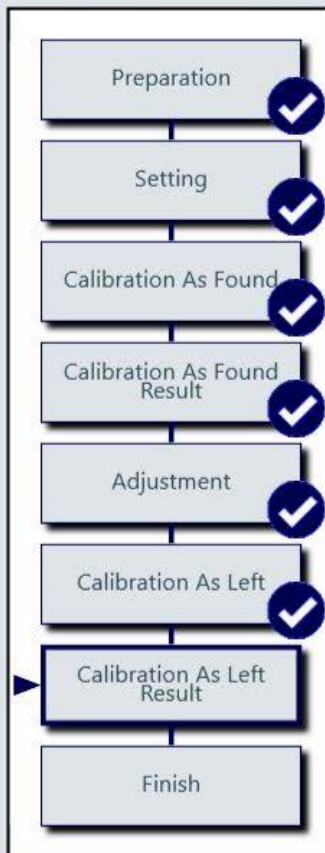 Preparation
Setting
Calibration As Found
Calibration As Found
Result
Adjustment
Calibration As Left
Calibration As Left
Result
Finish